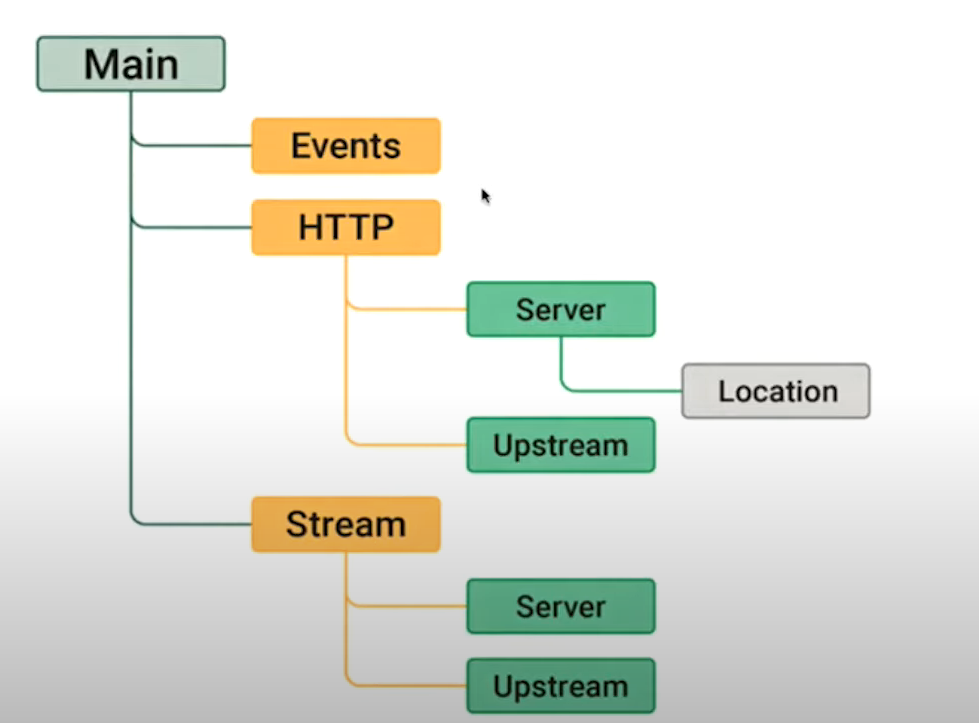 Main
Events
HTTP
Server
Location
Upstream
Stream
Server
Upstream